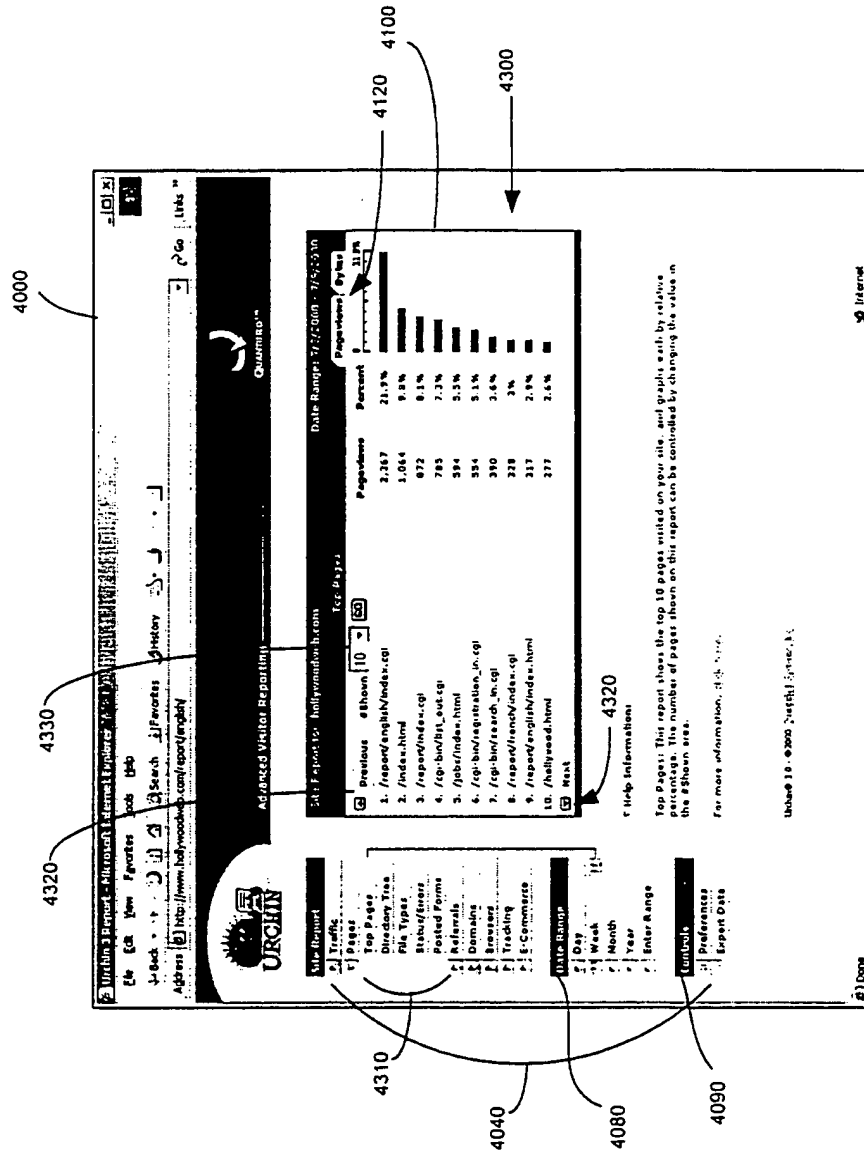 4000
Urchin 3 Report - Microsoft Internet Explorer
File Edit View Favorites Tools Help
Back Search Favorites History
Address http://www.hollywoodweb.com/report/english/ Go Links »
URCHIN
Advanced Visitor Reporting
QUANTIFIED™
Site Report
Traffic
Pages
Top Pages
Directory Tree
File Types
Status/Errors
Posted Forms
Referrals
Domains
Browsers
Tracking
E-Commerce
Date Range
Day
Week
Month
Year
Enter Range
Controls
Preferences
Export Data
Site Report for: hollywoodweb.com
Top Pages
Previous #Shown 10 GO
Pageviews Bytes
Pageviews Percent 0
1. /report/english/index.cgi 2,367 21.9%
2. /index.html 1,064 9.8%
3. /report/index.cgi 872 8.1%
4. /cgi-bin/list_out.cgi 785 7.3%
5. /jobs/index.html 594 5.5%
6. /cgi-bin/registration_in.cgi 554 5.1%
7. /cgi-bin/search_in.cgi 390 3.6%
8. /report/french/index.cgi 328 3%
9. /report/english/index.html 317 2.9%
10. /hollywood.html 277 2.6%
Next
Help Information:
Top Pages: This report shows the top 10 pages visited on your site, and graphs each by relative
percentage. The number of pages shown on this report can be controlled by changing the value in
the #Shown area.
For more information,
Done
Internet
4320
4330
4120
4100
4300
4320
4310
4040
4080
4090